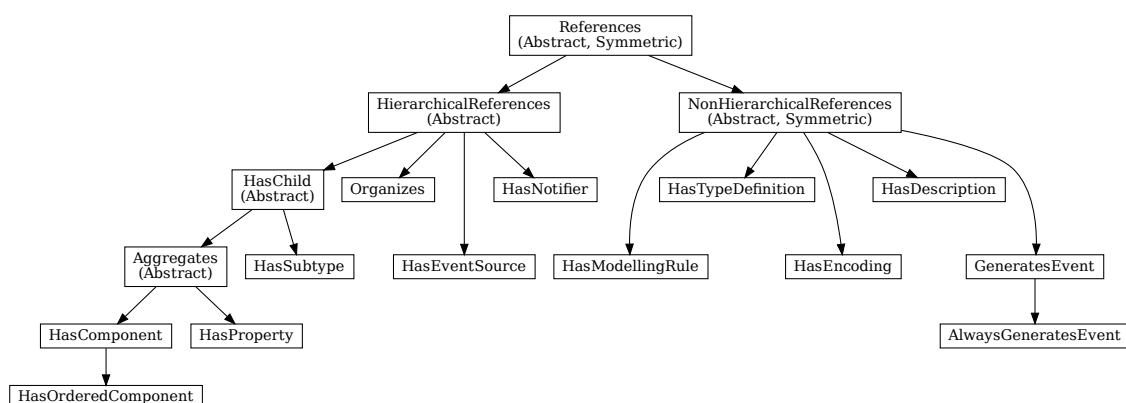 References
(Abstract, Symmetric)
HierarchicalReferences
(Abstract)
NonHierarchicalReferences
(Abstract, Symmetric)
HasChild
(Abstract)
Organizes
HasNotifier
HasTypeDefinition
HasDescription
Aggregates
(Abstract)
HasSubtype
HasEventSource
HasModellingRule
HasEncoding
GeneratesEvent
HasComponent
HasProperty
AlwaysGeneratesEvent
HasOrderedComponent